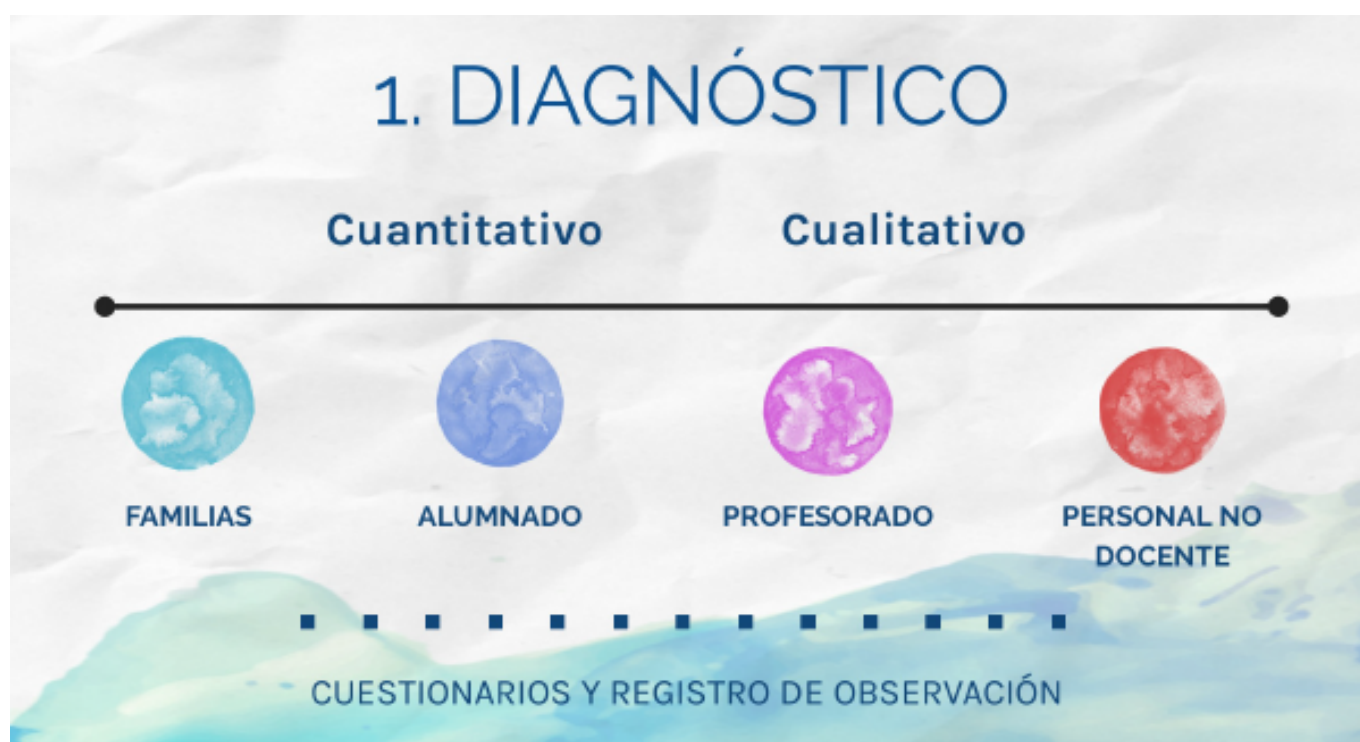 1. DIAGNÓSTICO
Cuantitativo
Cualitativo
FAMILIAS
ALUMNADO
PROFESORADO
PERSONAL NO
DOCENTE
CUESTIONARIOS Y REGISTRO DE OBSERVACIÓN